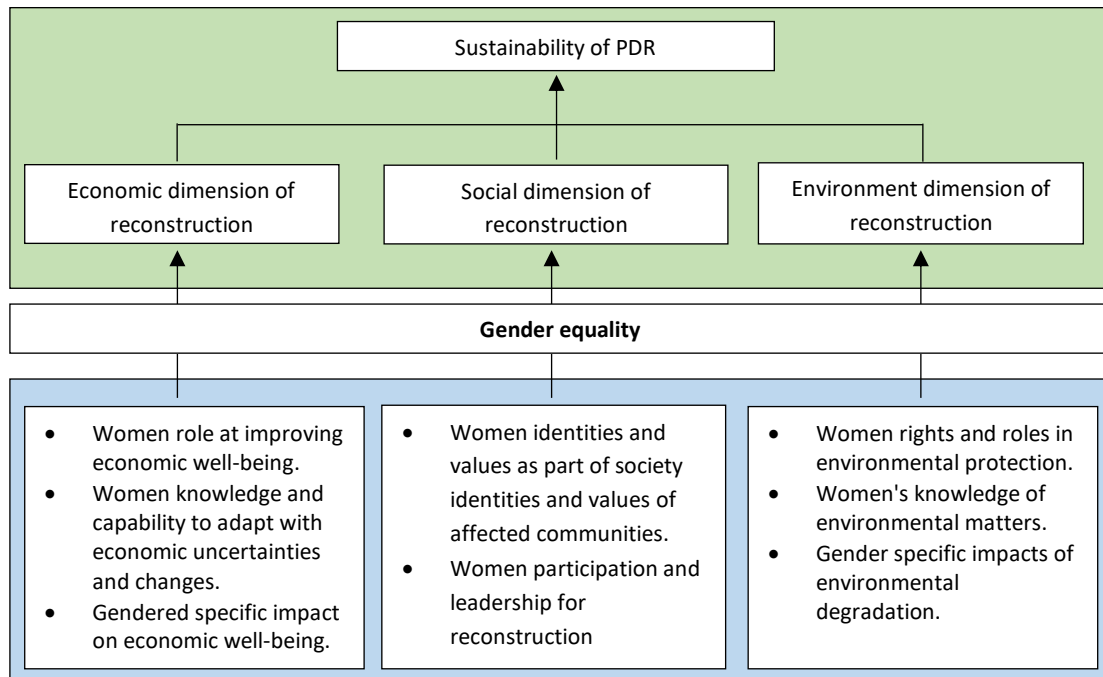 Sustainability of PDR
Economic dimension of
reconstruction
Social dimension of
reconstruction
Environment dimension of
reconstruction
Gender equality
• Women role at improving
economic well-being.
• Women knowledge and
capability to adapt with
economic uncertainties
and changes.
• Gendered specific impact
on economic well-being.
• Women identities and
values as part of society
identities and values of
affected communities.
• Women participation and
leadership for
reconstruction
• Women rights and roles in
environmental protection.
• Women's knowledge of
environmental matters.
• Gender specific impacts of
environmental
degradation.